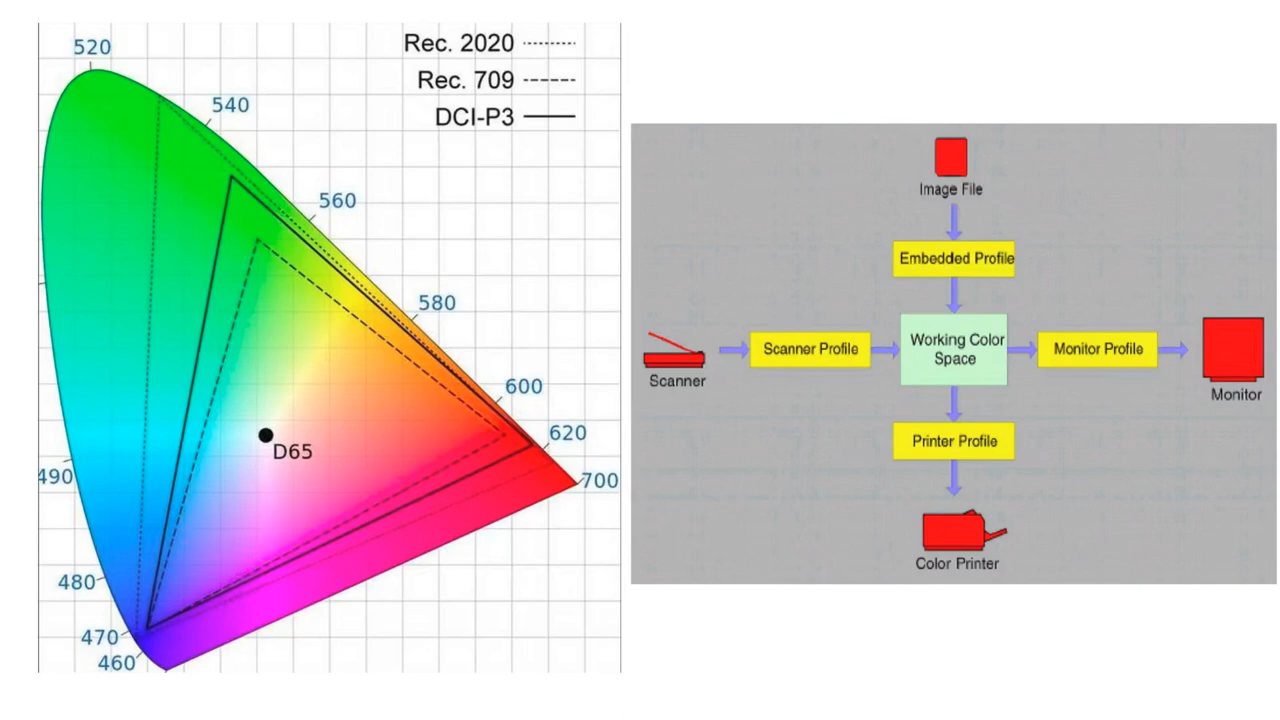 520
Rec. 2020
Rec. 709
DCI-P3
540
560
580
600
620
700
D65
490
480
470
460
Image File
Embedded Profile
Scanner Profile
Working Color
Space
Monitor Profile
Scanner
Monitor
Printer Profile
Color Printer